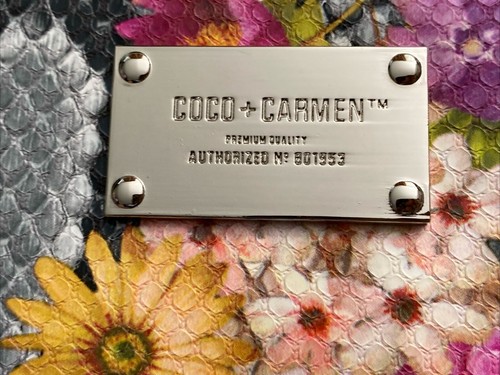 COCO + CARMEN™
PREMIUM QUALITY
AUTHORIZED Nº 801953